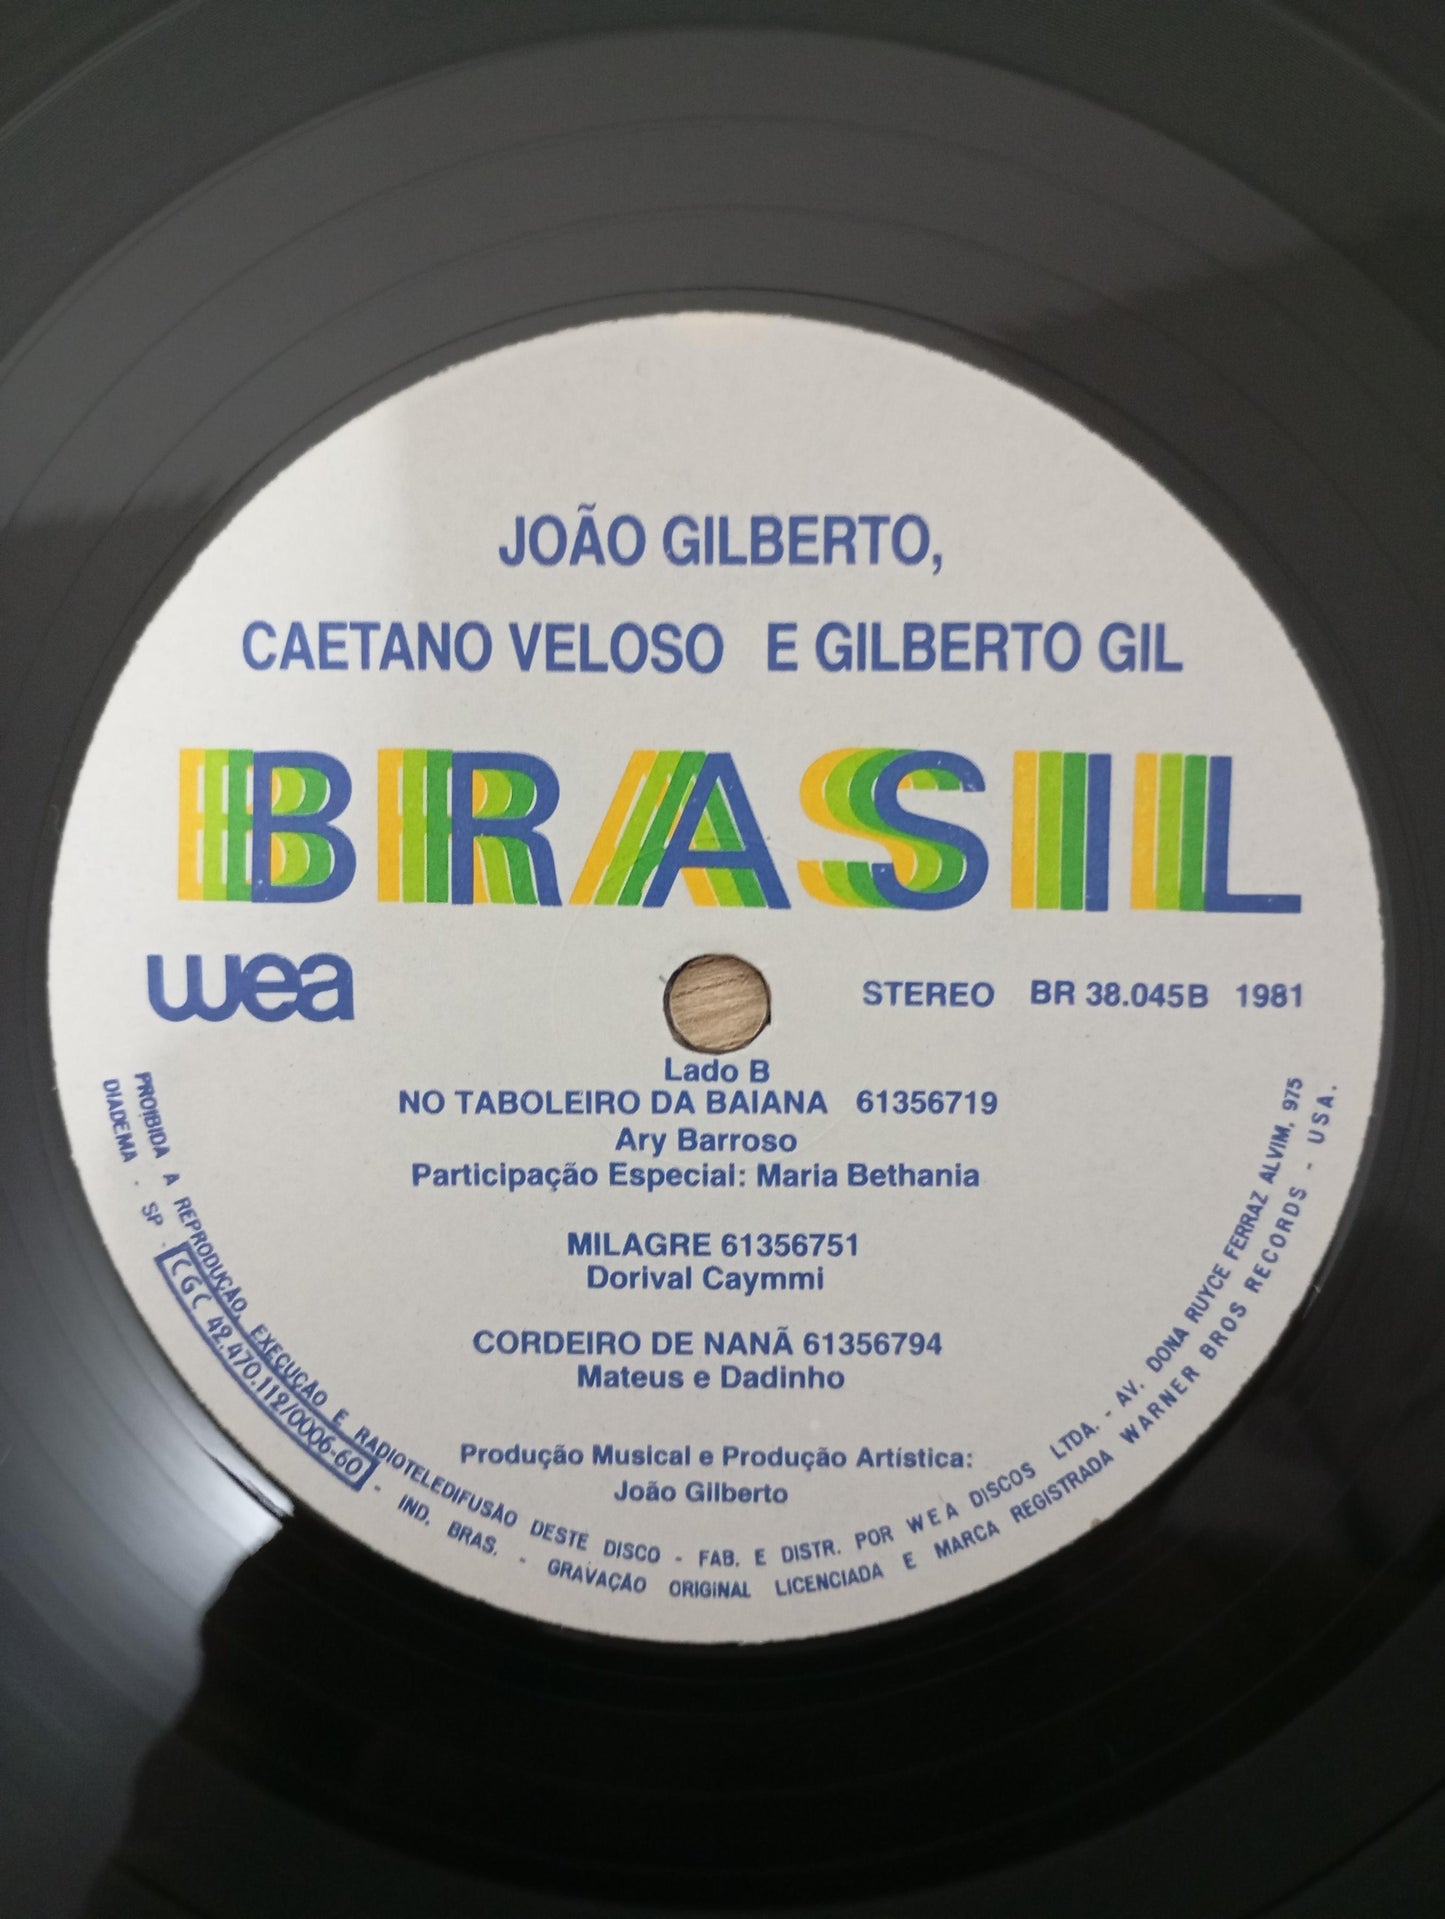 JOÃO GILBERTO,
CAETANO VELOSO E GILBERTO GIL
BRASIL
wea
STEREO BR 38.045B 1981
Lado B
NO TABOLEIRO DA BAIANA 61356719
Ary Barroso
Participação Especial: Maria Bethania
MILAGRE 61356751
Dorival Caymmi
CORDEIRO DE NANÃ 61356794
Mateus e Dadinho
Produção Musical e Produção Artística:
João Gilberto
PROIBIDA A REPRODUÇÃO, EXECUÇÃO E RADIOTELEDIFUSÃO DESTE DISCO - FAB. E DISTR. POR WEA DISCOS LTDA. - AV. DONA RUYCE FERRAZ ALVIM, 975
DIADEMA - SP - CGC 42.470.112/0006-60 - IND. BRAS. - GRAVAÇÃO ORIGINAL LICENCIADA E MARCA REGISTRADA WARNER BROS RECORDS - USA.